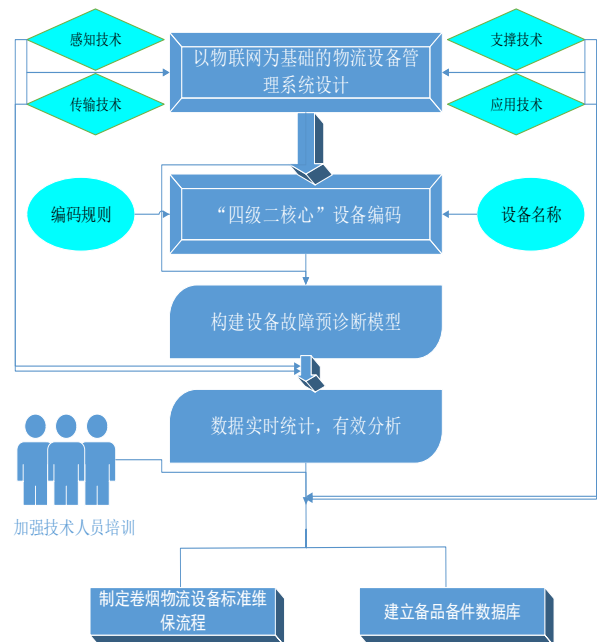 感知技术
支撑技术
以物联网为基础的物流设备管
理系统设计
传输技术
应用技术
编码规则
“四级二核心”设备编码
设备名称
构建设备故障预诊断模型
数据实时统计，有效分析
加强技术人员培训
制定卷烟物流设备标准维
保流程
建立备品备件数据库